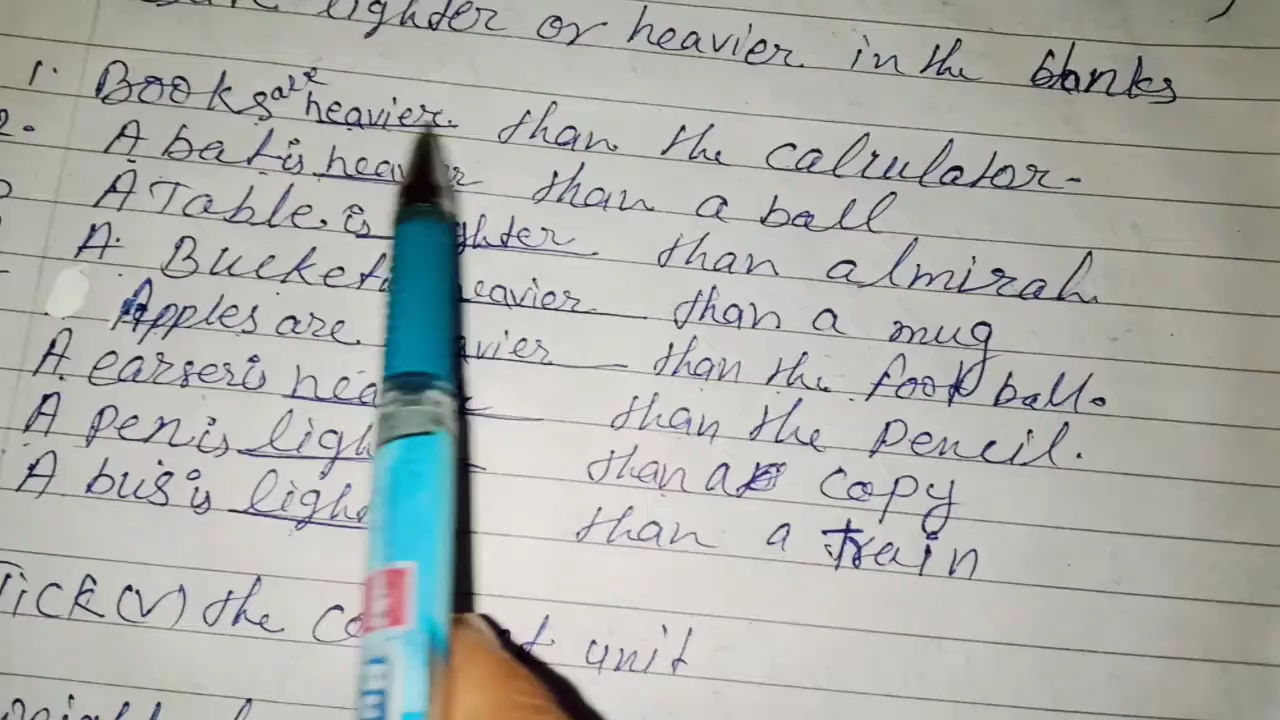 lighter or heavier in the blanks
1. Books are heavier than the calculator-
2. A bat is heavier than a ball
A Table is than almirah
A. Bucket than a mug
Apples are than the football.
A earser is than the Pencil.
A pen is than a copy
A bus is than a train
Tick (✓) the unit